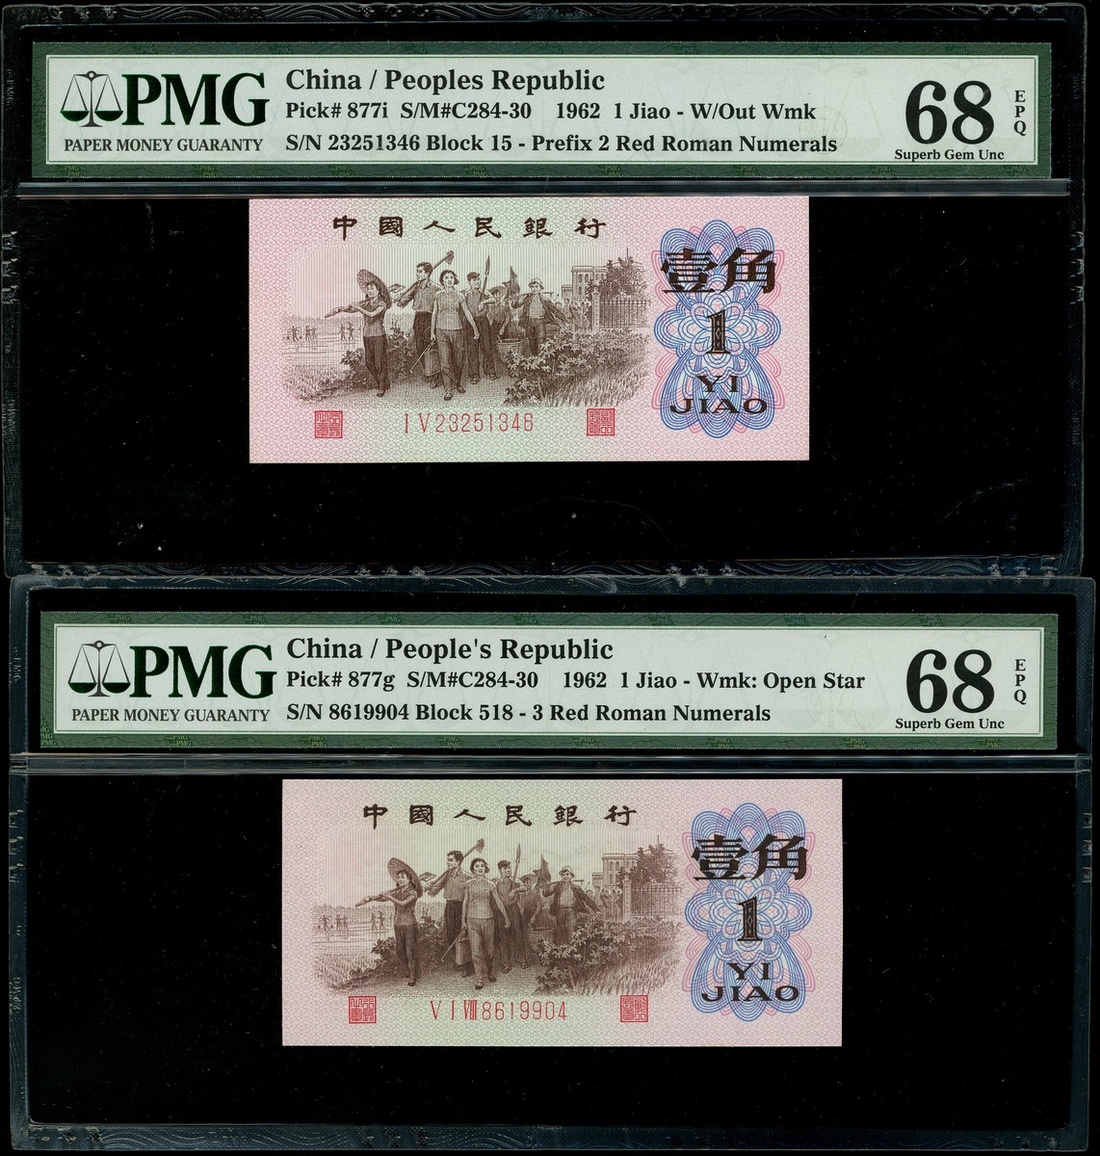 PMG
PAPER MONEY GUARANTY
China / Peoples Republic
Pick# 877i S/M#C284-30 1962 1 Jiao - W/Out Wmk
S/N 23251346 Block 15 - Prefix 2 Red Roman Numerals
68
Superb Gem Unc
EPQ
中國人民銀行
壹角
1
YI
JIAO
I V 23251346
PMG
PAPER MONEY GUARANTY
China / People's Republic
Pick# 877g S/M#C284-30 1962 1 Jiao - Wmk: Open Star
S/N 8619904 Block 518 - 3 Red Roman Numerals
68
Superb Gem Unc
EPQ
中國人民銀行
壹角
1
YI
JIAO
V I VIII 8619904